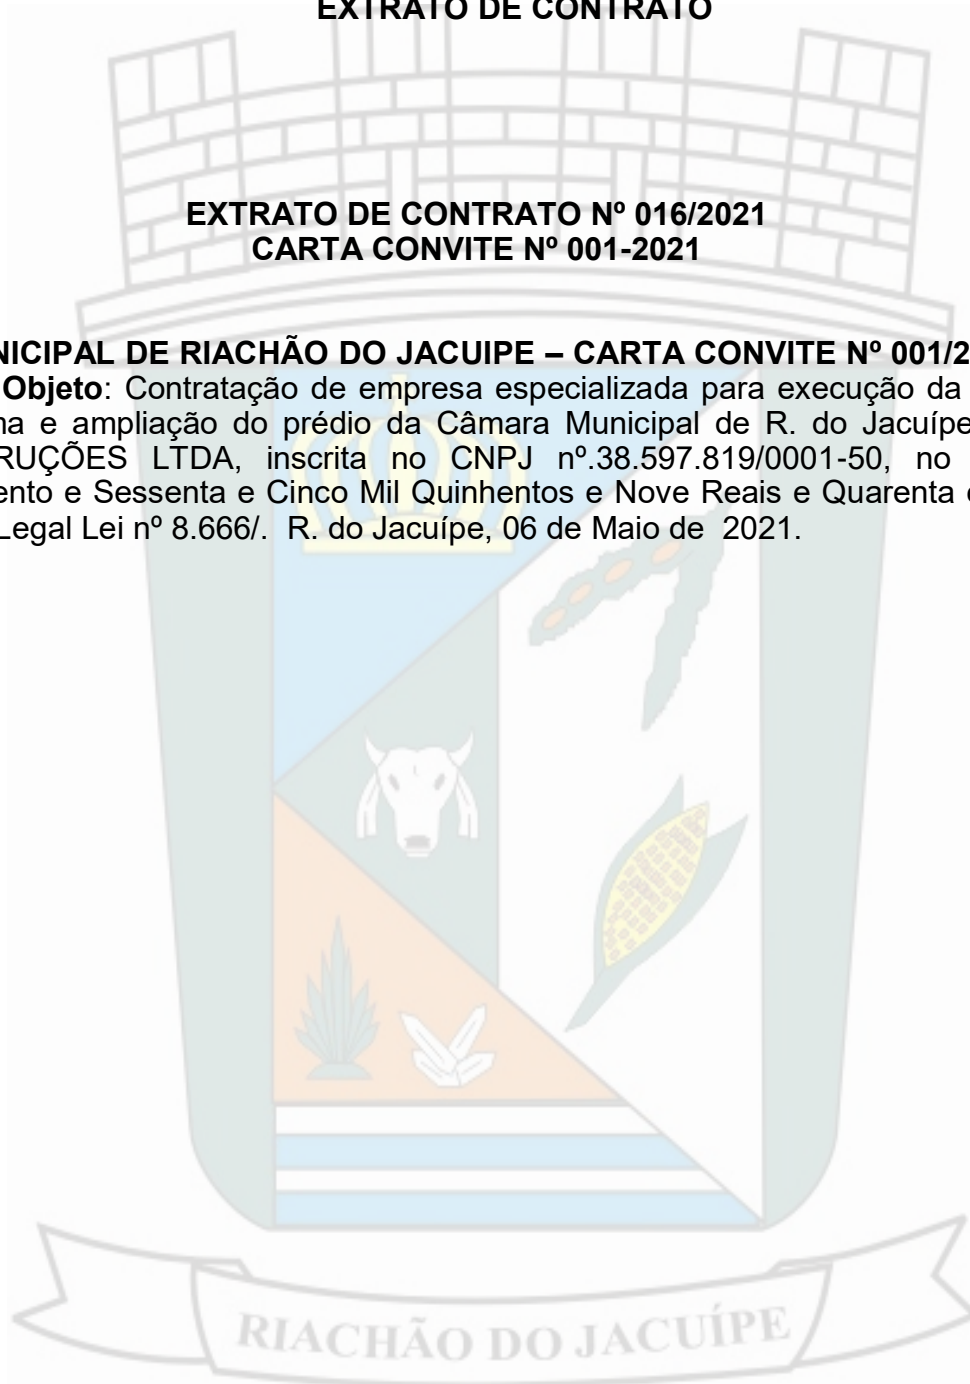 EXTRATO DE CONTRATO
EXTRATO DE CONTRATO Nº 016/2021
CARTA CONVITE Nº 001-2021
NICIPAL DE RIACHÃO DO JACUIPE – CARTA CONVITE Nº 001/2
Objeto: Contratação de empresa especializada para execução da
na e ampliação do prédio da Câmara Municipal de R. do Jacuípe
RUÇÕES LTDA, inscrita no CNPJ nº.38.597.819/0001-50, no
ento e Sessenta e Cinco Mil Quinhentos e Nove Reais e Quarenta e
Legal Lei nº 8.666/. R. do Jacuípe, 06 de Maio de 2021.
RIACHÃO DO JACUÍPE